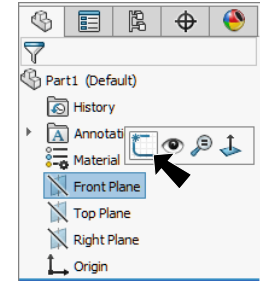 Part1 (Default)
History
Annotati
Material
Front Plane
Top Plane
Right Plane
Origin